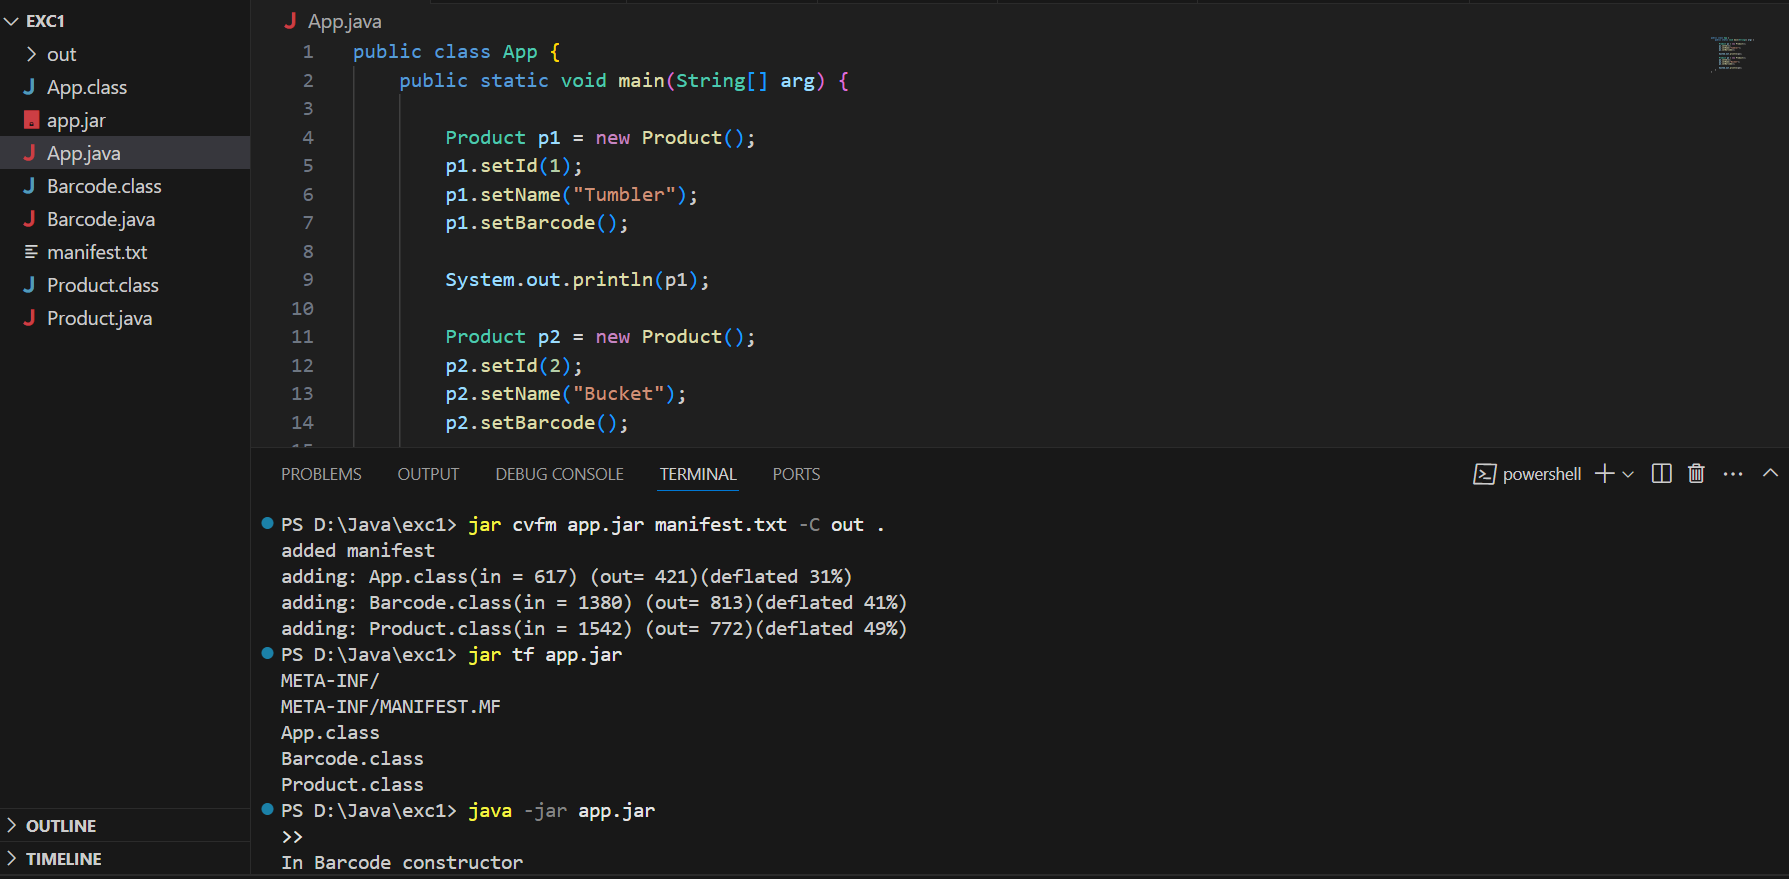 EXC1
out
App.class
app.jar
App.java
Barcode.class
Barcode.java
manifest.txt
Product.class
Product.java
OUTLINE
TIMELINE
App.java
1 public class App {
2 public static void main(String[] arg) {
3
4 Product p1 = new Product();
5 p1.setId(1);
6 p1.setName("Tumbler");
7 p1.setBarcode();
8
9 System.out.println(p1);
10
11 Product p2 = new Product();
12 p2.setId(2);
13 p2.setName("Bucket");
14 p2.setBarcode();
PROBLEMS OUTPUT DEBUG CONSOLE TERMINAL PORTS powershell
PS D:\Java\exc1> jar cvfm app.jar manifest.txt -C out .
added manifest
adding: App.class(in = 617) (out= 421)(deflated 31%)
adding: Barcode.class(in = 1380) (out= 813)(deflated 41%)
adding: Product.class(in = 1542) (out= 772)(deflated 49%)
PS D:\Java\exc1> jar tf app.jar
META-INF/
META-INF/MANIFEST.MF
App.class
Barcode.class
Product.class
PS D:\Java\exc1> java -jar app.jar
>>
In Barcode constructor